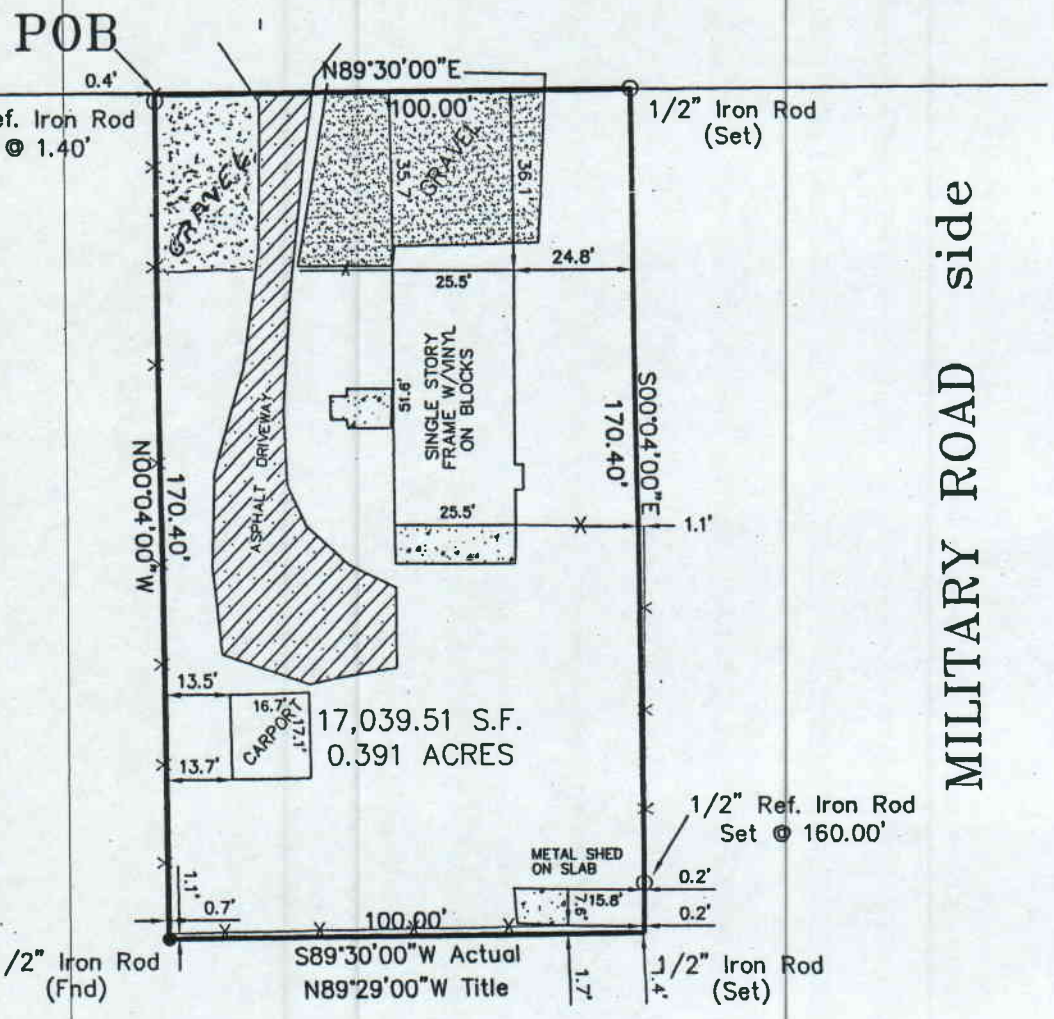 POB
0.4'
N89°30'00"E
100.00'
ef. Iron Rod
@ 1.40'
1/2" Iron Rod
(Set)
GRAVEL
35.7'
GRAVEL
36.1'
24.8'
25.5'
MILITARY ROAD side
SINGLE STORY
FRAME W/VINYL
ON BLOCKS
51.6'
S00°04'00"E
170.40'
ASPHALT DRIVEWAY
170.40'
N00°04'00"W
25.5'
1.1'
13.5'
16.7'
17.1'
CARPORT
13.7'
17,039.51 S.F.
0.391 ACRES
1/2" Ref. Iron Rod
Set @ 160.00'
METAL SHED
ON SLAB
0.2'
15.8'
7.6'
0.2'
1.1'
0.7'
100.00'
/2" Iron Rod
(Fnd)
S89°30'00"W Actual
N89°29'00"W Title
1.7'
1.4'
1/2" Iron Rod
(Set)